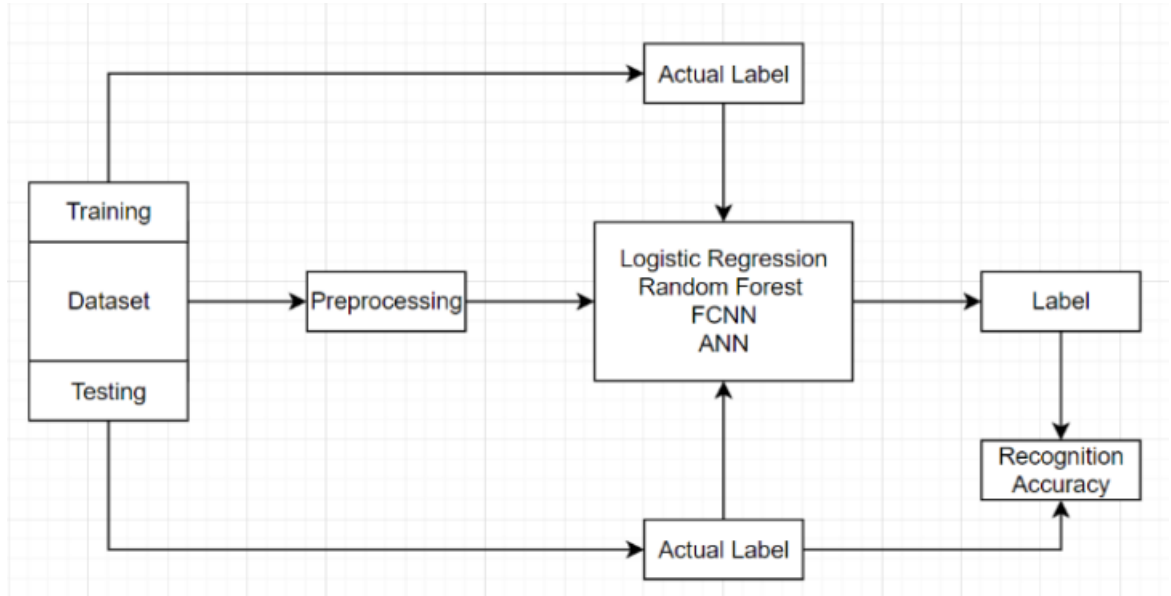 Actual Label
Training
Dataset
Testing
Preprocessing
Logistic Regression
Random Forest
FCNN
ANN
Label
Recognition
Accuracy
Actual Label